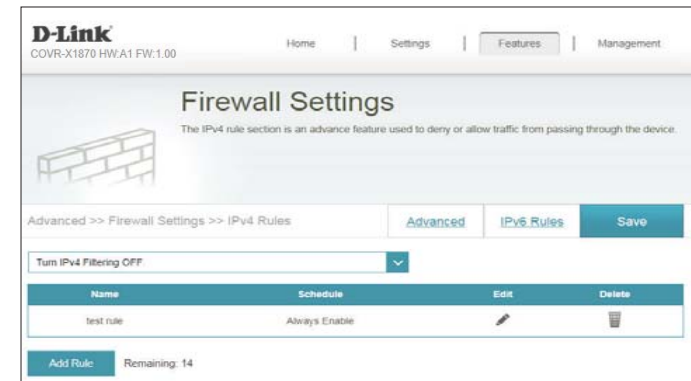 D-Link
COVR-X1870 HW:A1 FW:1.00
Home | Settings | Features | Management
Firewall Settings
The IPv4 rule section is an advance feature used to deny or allow traffic from passing through the device.
Advanced >> Firewall Settings >> IPv4 Rules Advanced IPv6 Rules Save
Turn IPv4 Filtering OFF
Name Schedule Edit Delete
test rule Always Enable
Add Rule Remaining: 14